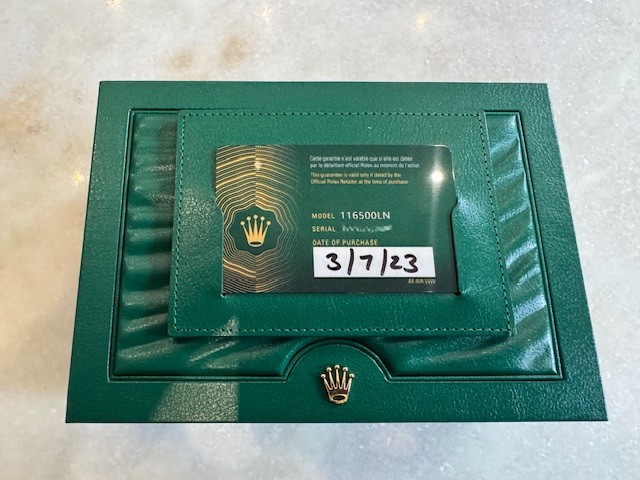 Cette garantie n'est valable que si elle est datée
par le détaillant officiel Rolex au moment de l'achat
This guarantee is valid only if dated by the
Official Rolex Retailer at the time of purchase
MODEL 116500LN
SERIAL
DATE OF PURCHASE
3/7/23